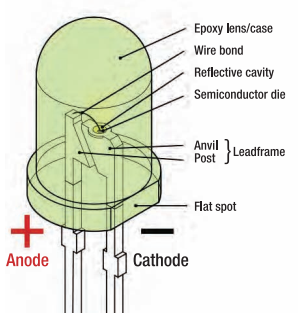 Epoxy lens/case
Wire bond
Reflective cavity
Semiconductor die
Anvil
Post
Leadframe
Flat spot
+
Anode
−
Cathode